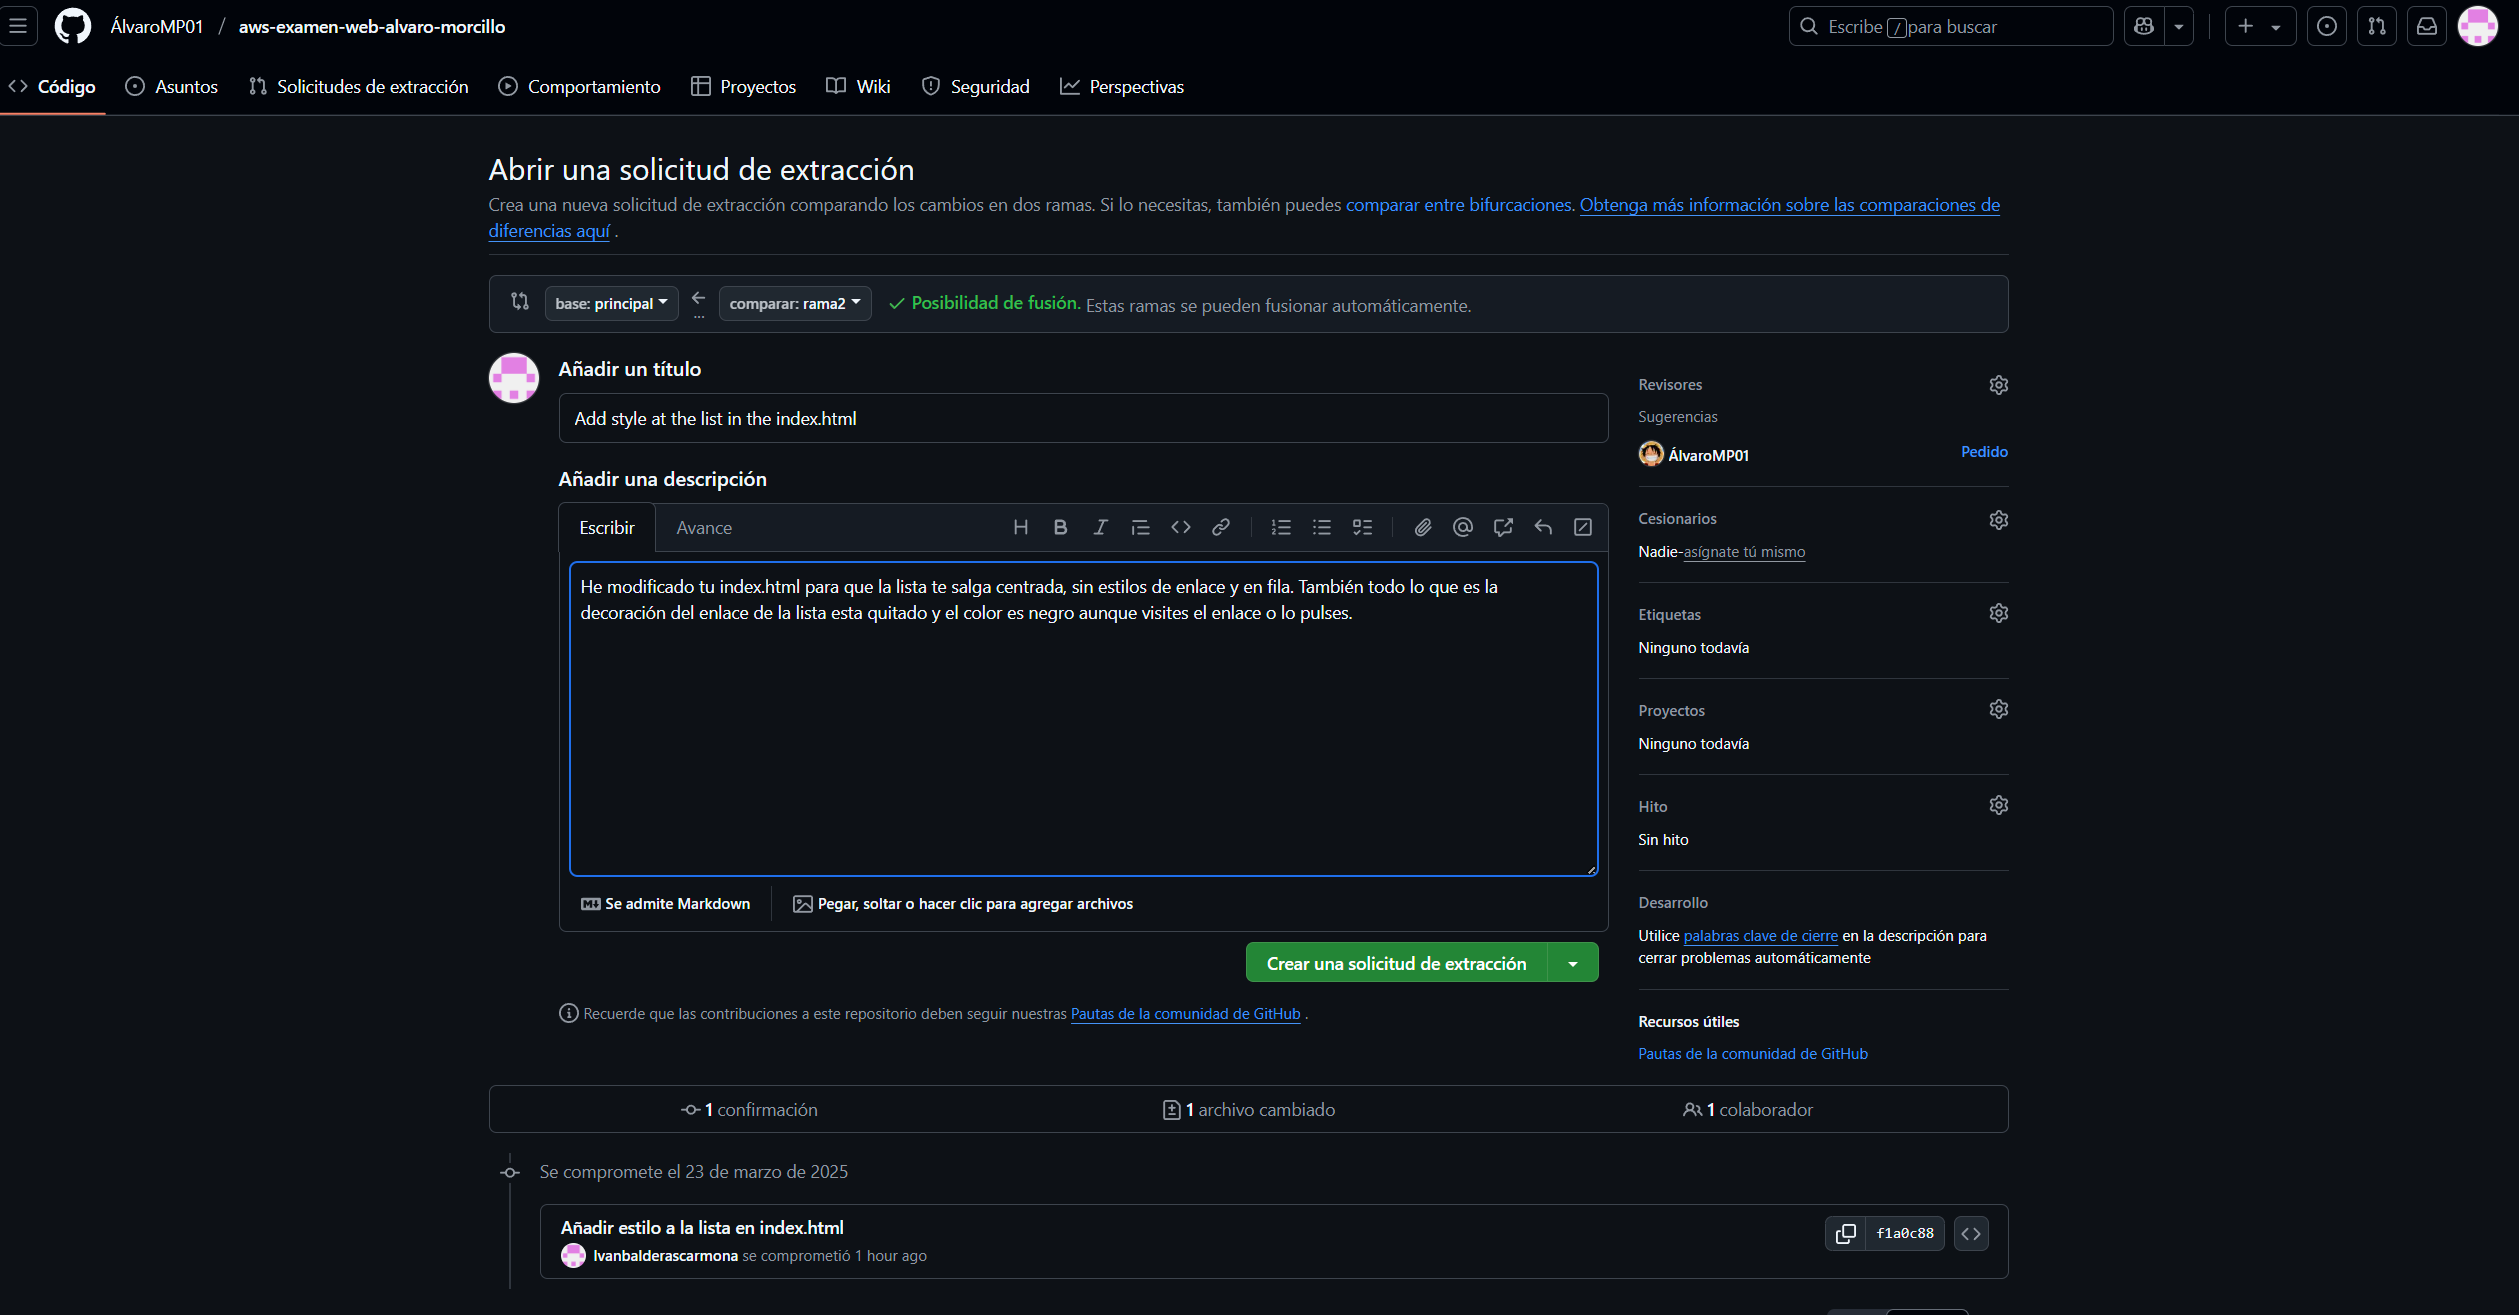 ÁlvaroMP01 / aws-examen-web-alvaro-morcillo
Escribe / para buscar
Código
Asuntos
Solicitudes de extracción
Comportamiento
Proyectos
Wiki
Seguridad
Perspectivas
Abrir una solicitud de extracción
Crea una nueva solicitud de extracción comparando los cambios en dos ramas. Si lo necesitas, también puedes comparar entre bifurcaciones. Obtenga más información sobre las comparaciones de
diferencias aquí .
base: principal
...
comparar: rama2
Posibilidad de fusión. Estas ramas se pueden fusionar automáticamente.
Añadir un título
Add style at the list in the index.html
Añadir una descripción
Escribir
Avance
He modificado tu index.html para que la lista te salga centrada, sin estilos de enlace y en fila. También todo lo que es la
decoración del enlace de la lista esta quitado y el color es negro aunque visites el enlace o lo pulses.
Se admite Markdown
Pegar, soltar o hacer clic para agregar archivos
Crear una solicitud de extracción
Recuerde que las contribuciones a este repositorio deben seguir nuestras Pautas de la comunidad de GitHub .
Revisores
Sugerencias
ÁlvaroMP01
Pedido
Cesionarios
Nadie-asígnate tú mismo
Etiquetas
Ninguno todavía
Proyectos
Ninguno todavía
Hito
Sin hito
Desarrollo
Utilice palabras clave de cierre en la descripción para
cerrar problemas automáticamente
Recursos útiles
Pautas de la comunidad de GitHub
1 confirmación
1 archivo cambiado
1 colaborador
Se compromete el 23 de marzo de 2025
Añadir estilo a la lista en index.html
Ivanbalderascarmona se comprometió 1 hour ago
f1a0c88